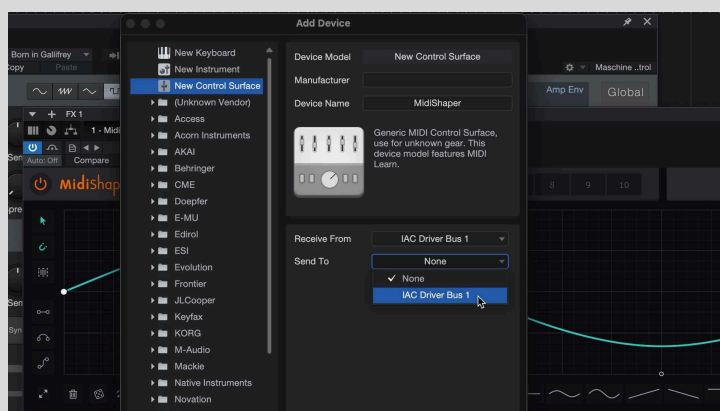 Add Device
Born in Gallifrey
Copy
Paste
Maschine ..trol
Amp Env
Global
FX 1
1 - Midi
Auto: Off
Compare
MidiShap
8
9
10
Sen
Sen
Syn
New Keyboard
New Instrument
New Control Surface
(Unknown Vendor)
Access
Acorn Instruments
AKAI
Behringer
CME
Doepfer
E-MU
Edirol
ESI
Evolution
Frontier
JLCooper
Keyfax
KORG
M-Audio
Mackie
Native Instruments
Novation
Device Model
New Control Surface
Manufacturer
Device Name
MidiShaper
Generic MIDI Control Surface,
use for unknown gear. This
device model features MIDI
Learn.
Receive From
IAC Driver Bus 1
Send To
None
None
IAC Driver Bus 1